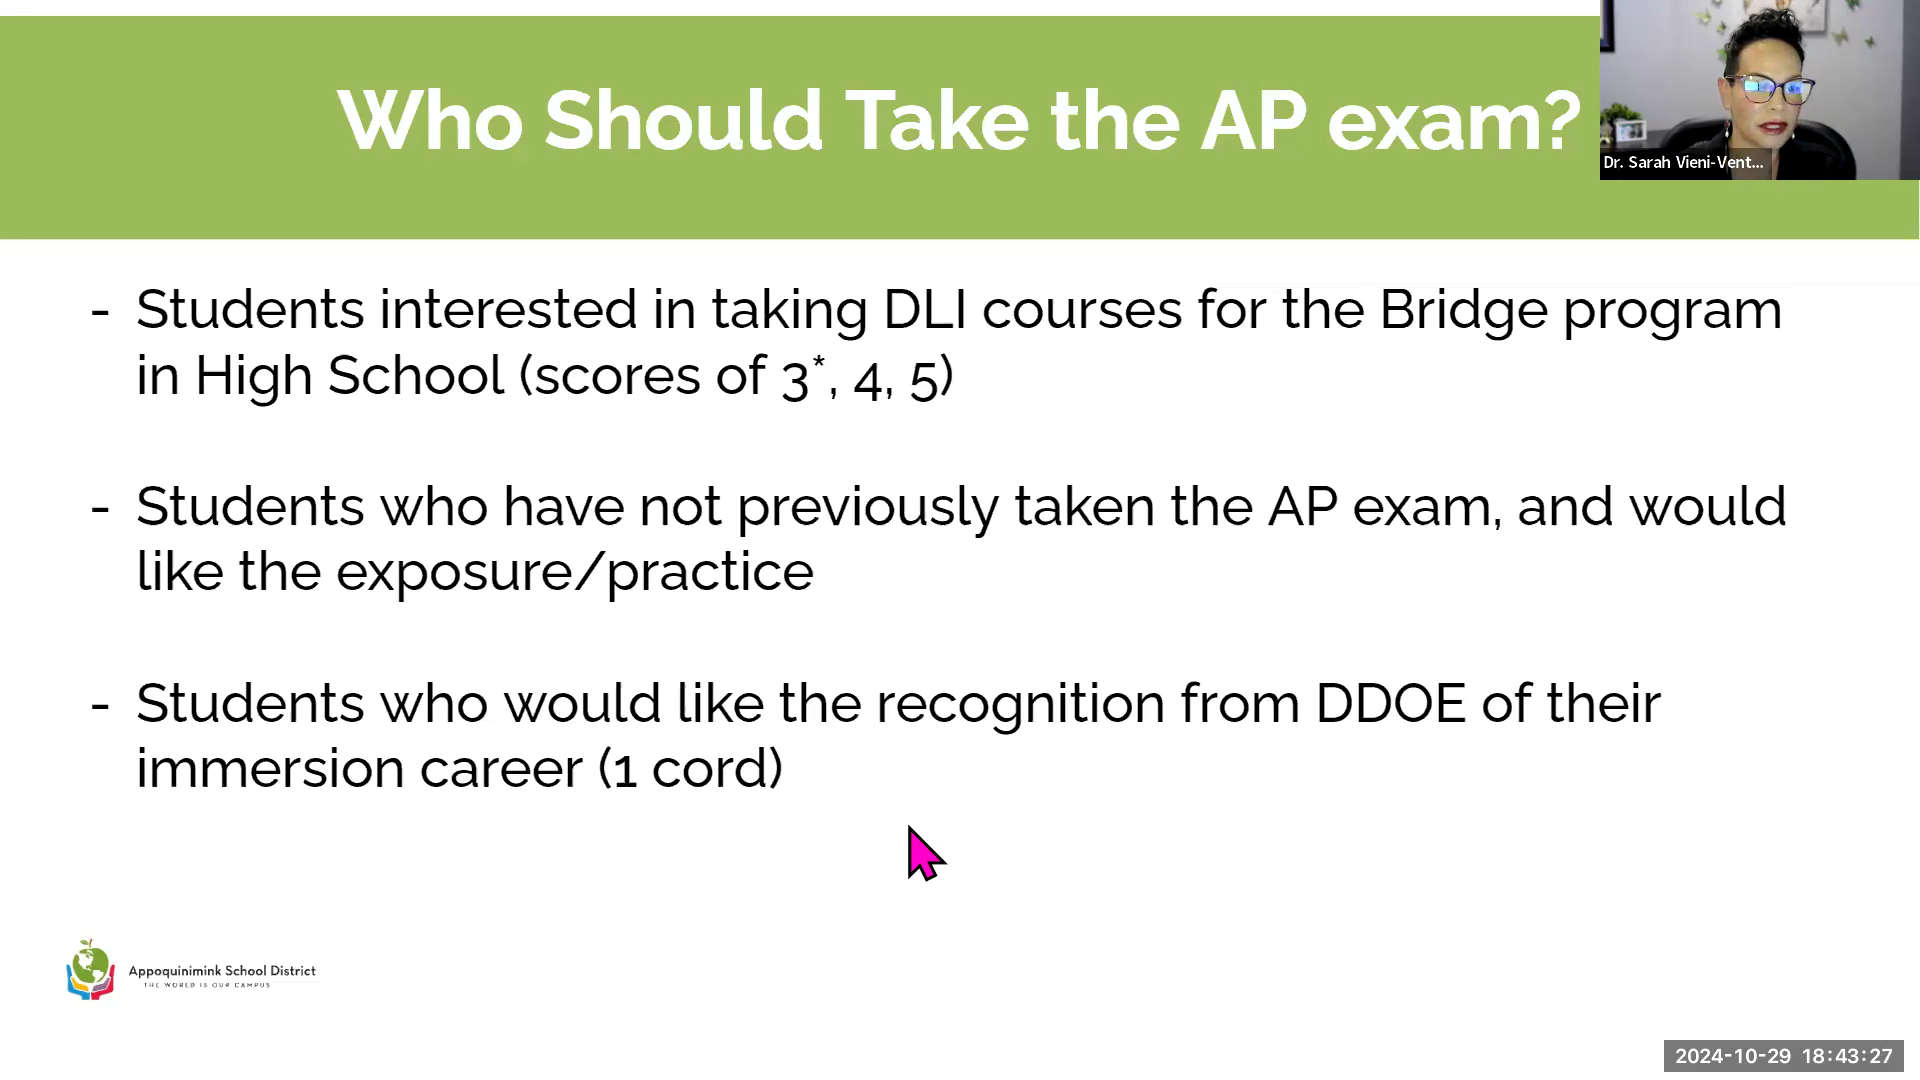 Who Should Take the AP exam?
Dr. Sarah Vieni-Vent...
- Students interested in taking DLI courses for the Bridge program
in High School (scores of 3*, 4, 5)
- Students who have not previously taken the AP exam, and would
like the exposure/practice
- Students who would like the recognition from DDOE of their
immersion career (1 cord)
Appoquinimink School District
THE WORLD IS OUR CAMPUS
2024-10-29 18:43:27